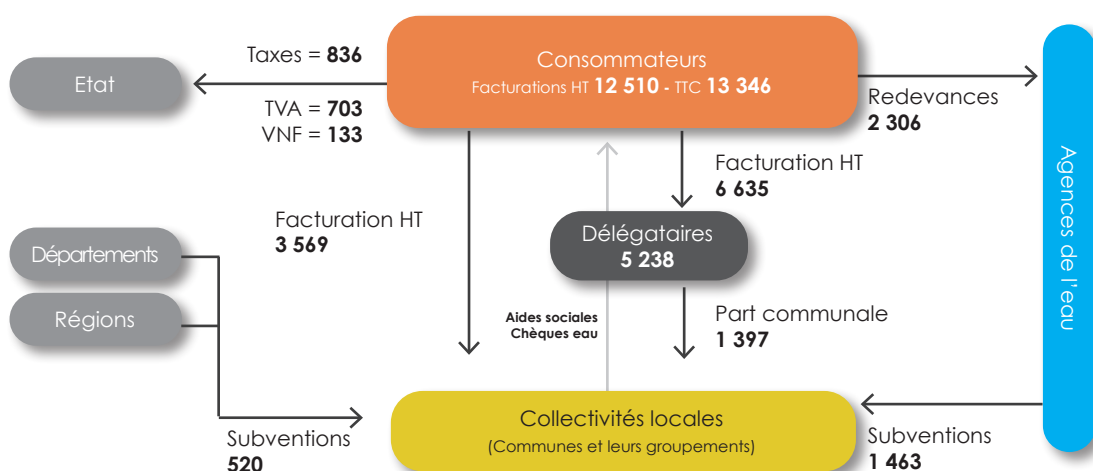 Taxes = 836
Etat
TVA = 703
VNF = 133
Consommateurs
Facturations HT 12 510 - TTC 13 346
Redevances
2 306
Agences de l'eau
Facturation HT
6 635
Facturation HT
3 569
Délégataires
5 238
Départements
Régions
Aides sociales
Chèques eau
Part communale
1 397
Collectivités locales
(Communes et leurs groupements)
Subventions
520
Subventions
1 463